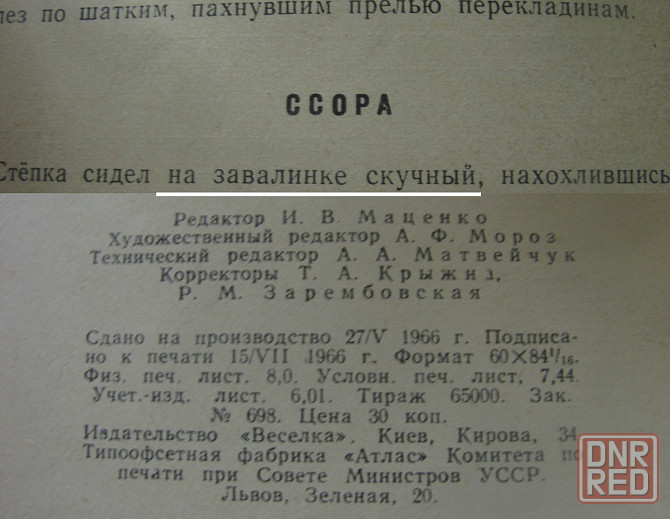 лез по шатким, пахнувшим прелью перекладинам.
ССОРА
Стёпка сидел на завалинке скучный, нахохлившись
Редактор И. В. Маценко
Художественный редактор А. Ф. Мороз
Технический редактор А. А. Матвейчук
Корректоры Т. А. Крыжиз,
Р. М. Зарембовская
Сдано на производство 27/V 1966 г. Подписа-
но к печати 15/VII 1966 г. Формат 60×84¹/₁₆.
Физ. печ. лист. 8,0. Условн. печ. лист, 7,44.
Учет.-изд. лист. 6,01. Тираж 65000. Зак.
№ 698. Цена 30 коп.
Издательство «Веселка». Киев, Кирова, 34
Типоофсетная фабрика «Атлас» Комитета по
печати при Совете Министров УССР.
Львов, Зеленая, 20.
DNR
RED